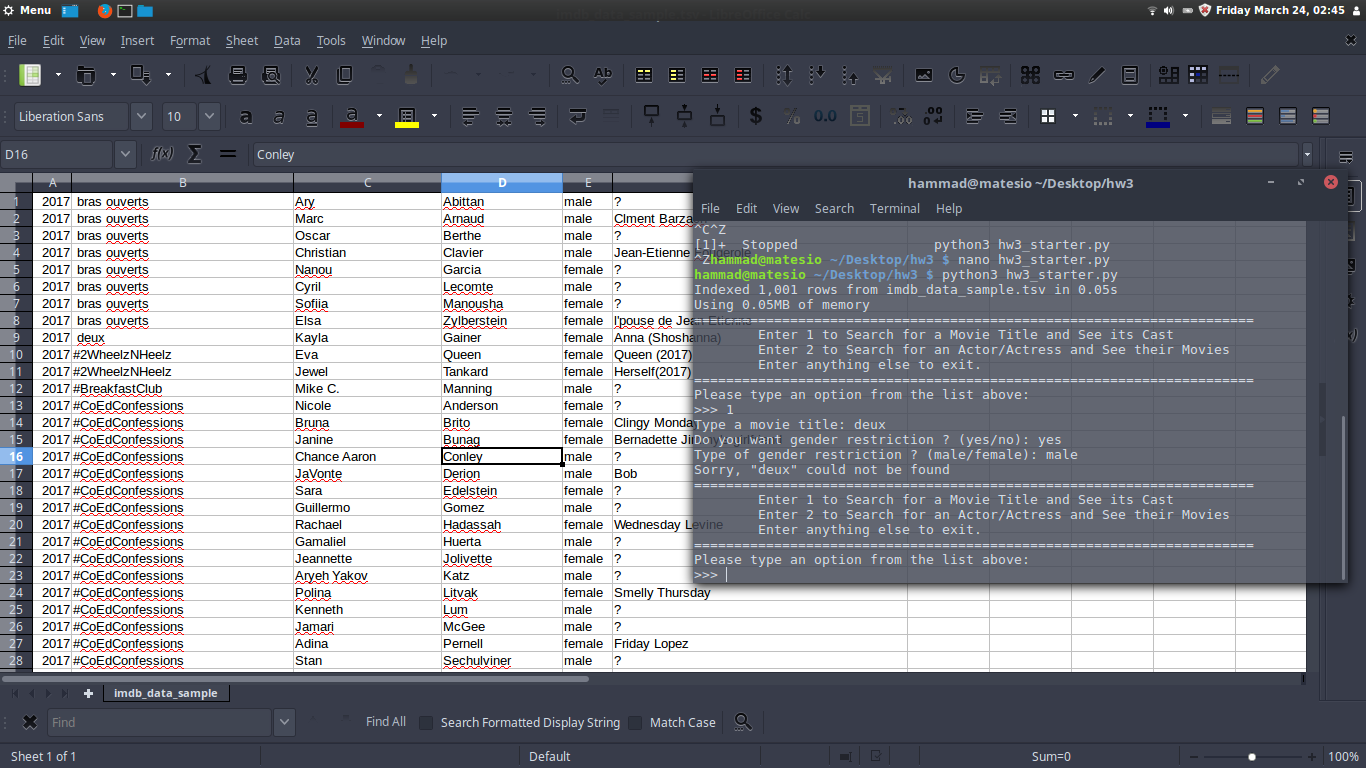 Menu Friday March 24, 02:45
File Edit View Insert Format Sheet Data Tools Window Help
Liberation Sans 10 a a a a $ % 0.0
D16 f(x) Σ = Conley
A B C D E
1 2017 bras ouverts Ary Abittan male ?
2 2017 bras ouverts Marc Arnaud male Clment Barza
3 2017 bras ouverts Oscar Berthe male ?
4 2017 bras ouverts Christian Clavier male Jean-Etienne
5 2017 bras ouverts Nanou Garcia female ?
6 2017 bras ouverts Cyril Lecomte male ?
7 2017 bras ouverts Sofiia Manousha female ?
8 2017 bras ouverts Elsa Zylberstein female l'pouse de Jean-Etienne
9 2017 deux Kayla Gainer female Anna (Shoshanna)
10 2017 #2WheelzNHeelz Eva Queen female Queen (2017)
11 2017 #2WheelzNHeelz Jewel Tankard female Herself(2017)
12 2017 #BreakfastClub Mike C. Manning male ?
13 2017 #CoEdConfessions Nicole Anderson female ?
14 2017 #CoEdConfessions Bruna Brito female Clingy Monda
15 2017 #CoEdConfessions Janine Bunag female Bernadette
16 2017 #CoEdConfessions Chance Aaron Conley male ?
17 2017 #CoEdConfessions JaVonte Derion male Bob
18 2017 #CoEdConfessions Sara Edelstein female ?
19 2017 #CoEdConfessions Guillermo Gomez male ?
20 2017 #CoEdConfessions Rachael Hadassah female Wednesday Levine
21 2017 #CoEdConfessions Gamaliel Huerta male ?
22 2017 #CoEdConfessions Jeannette Jolivette female ?
23 2017 #CoEdConfessions Aryeh Yakov Katz male ?
24 2017 #CoEdConfessions Polina Litvak female Smelly Thursday
25 2017 #CoEdConfessions Kenneth Lum male ?
26 2017 #CoEdConfessions Jamari McGee male ?
27 2017 #CoEdConfessions Adina Pernell female Friday Lopez
28 2017 #CoEdConfessions Stan Sechulviner male ?
hammad@matesio ~/Desktop/hw3
File Edit View Search Terminal Help
^C^Z
[1]+  Stopped                 python3 hw3_starter.py
^Zhammad@matesio ~/Desktop/hw3 $ nano hw3_starter.py
hammad@matesio ~/Desktop/hw3 $ python3 hw3_starter.py
Indexed 1,001 rows from imdb_data_sample.tsv in 0.05s
Using 0.05MB of memory
======================================================================
Enter 1 to Search for a Movie Title and See its Cast
Enter 2 to Search for an Actor/Actress and See their Movies
Enter anything else to exit.
======================================================================
Please type an option from the list above:
>>> 1
Type a movie title: deux
Do you want gender restriction ? (yes/no): yes
Type of gender restriction ? (male/female): male
Sorry, "deux" could not be found
======================================================================
Enter 1 to Search for a Movie Title and See its Cast
Enter 2 to Search for an Actor/Actress and See their Movies
Enter anything else to exit.
======================================================================
Please type an option from the list above:
>>>
imdb_data_sample
Find Find All Search Formatted Display String Match Case
Sheet 1 of 1 Default Sum=0 100%